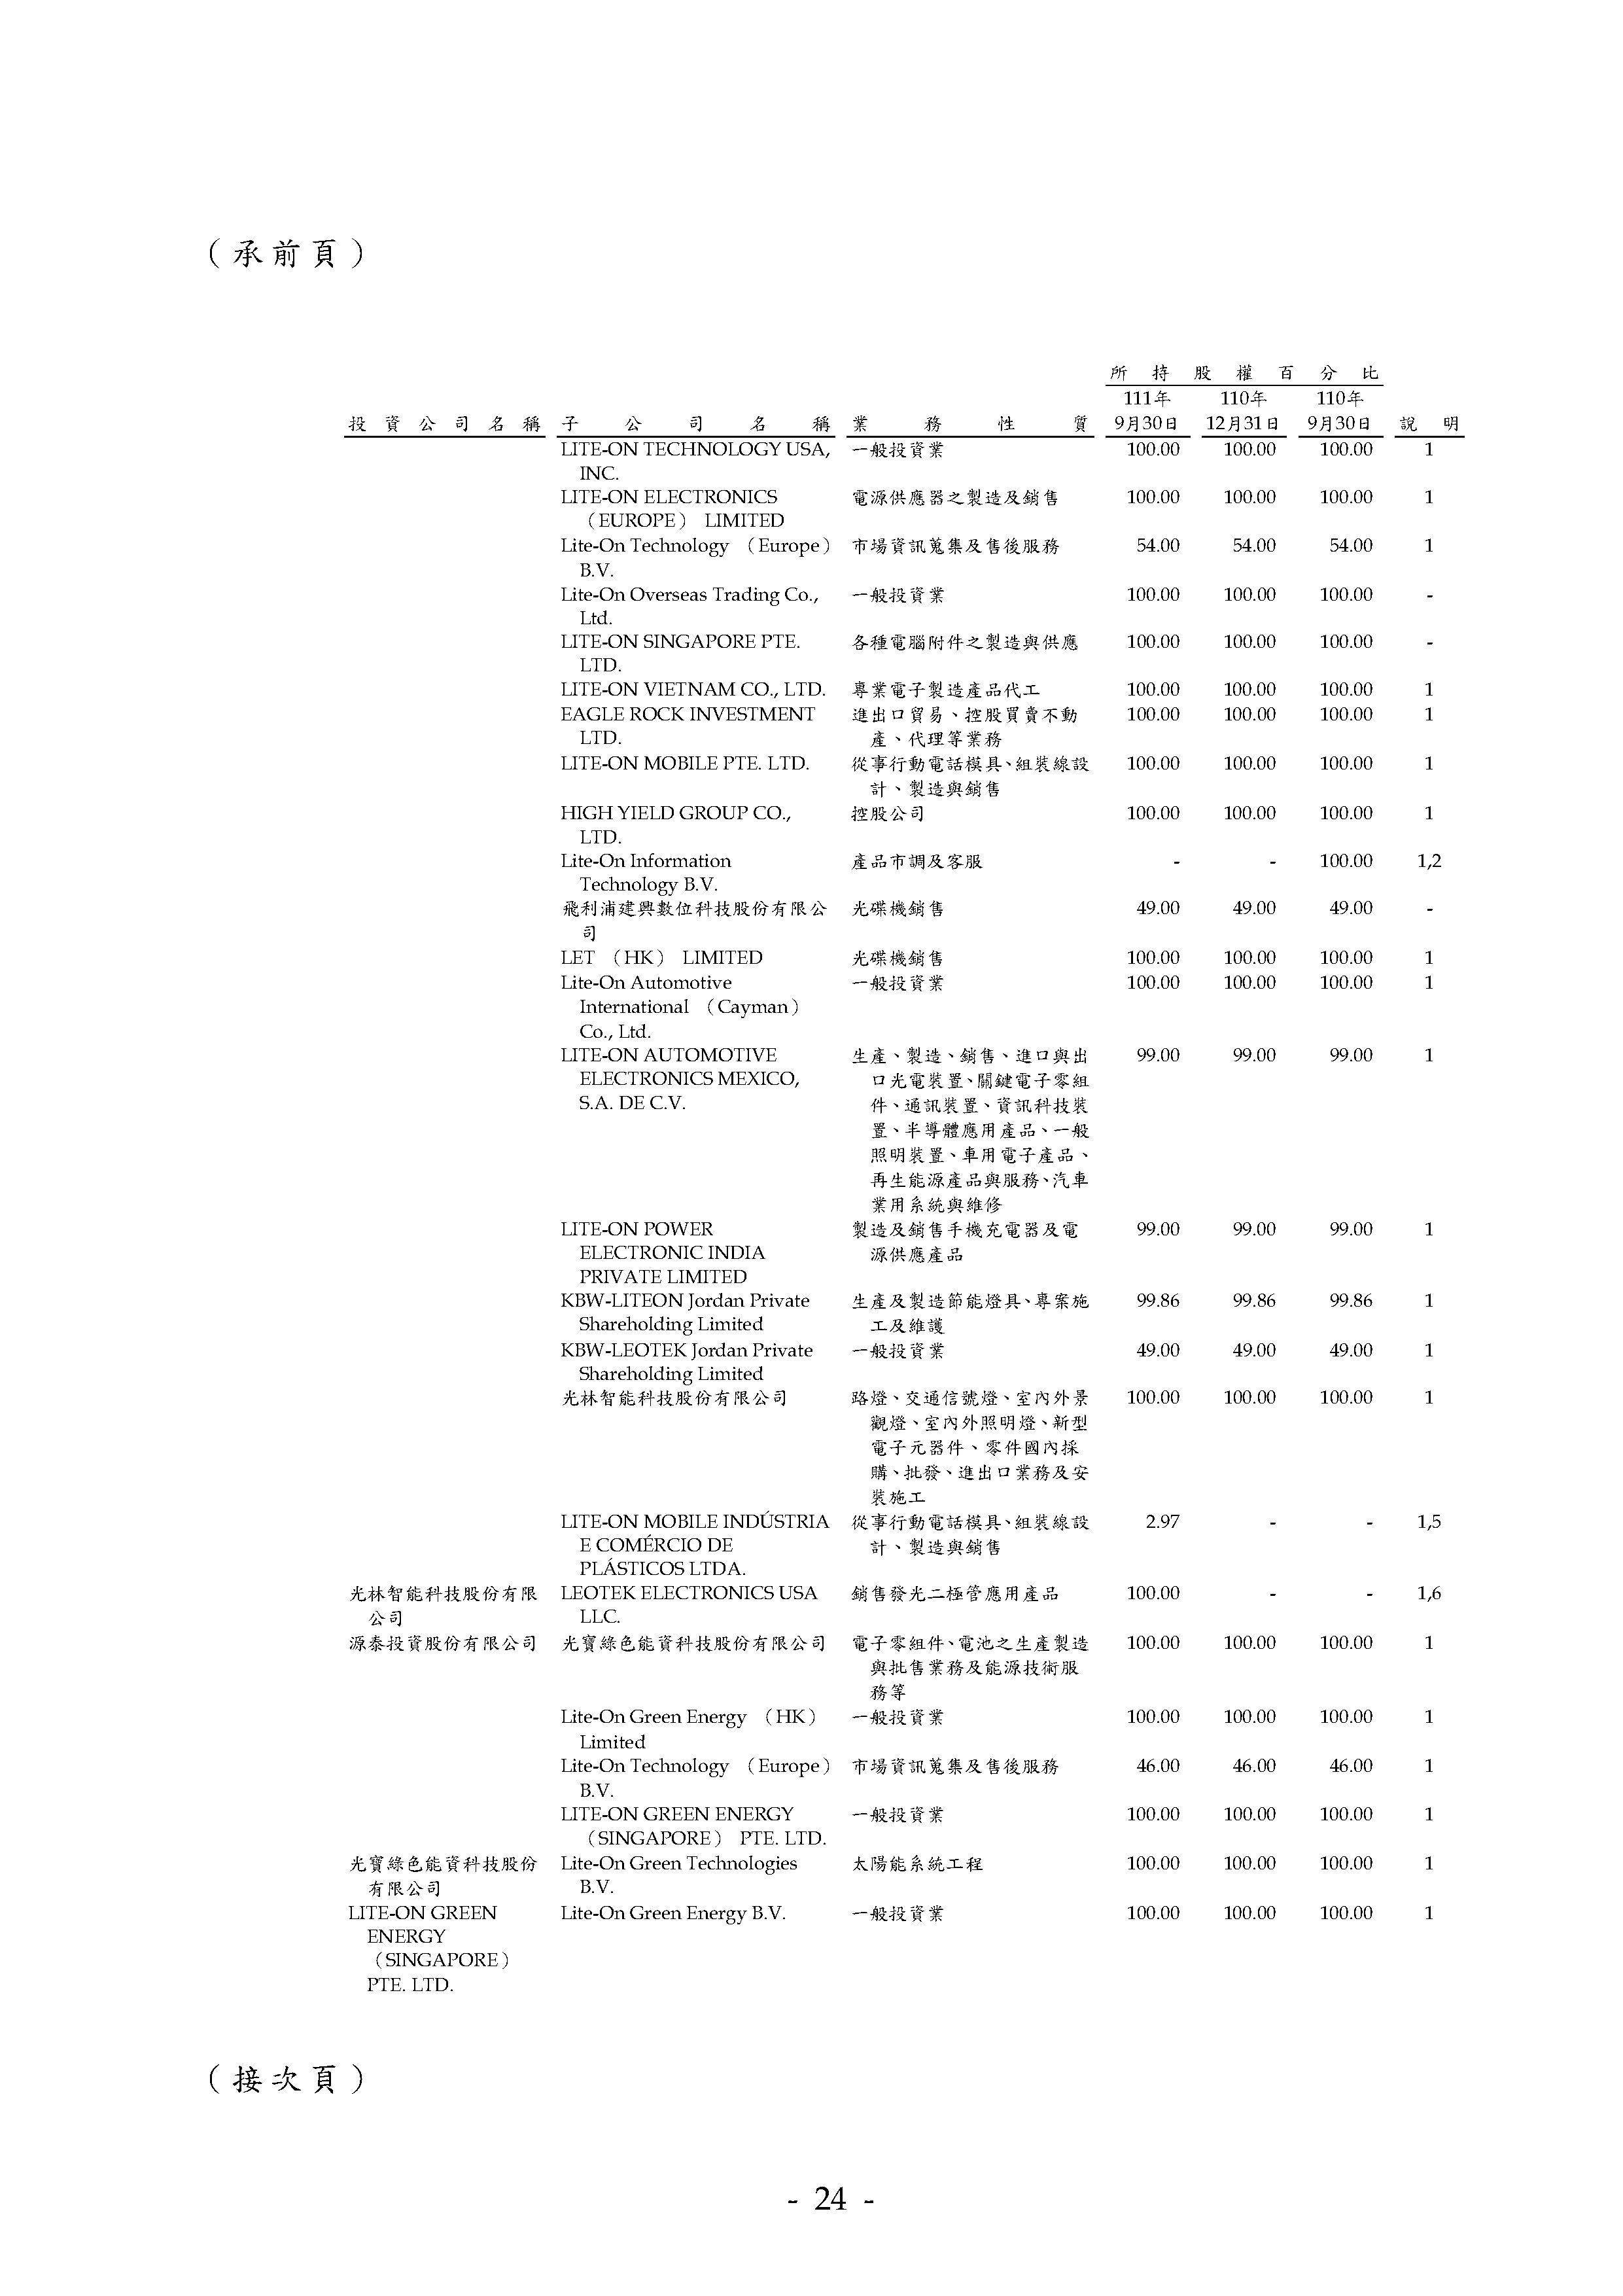 （承前頁）
所持股權百分比
111年 110年 110年
投資公司名稱 子公司名稱 業務性質 9月30日 12月31日 9月30日 說明
LITE-ON TECHNOLOGY USA, 一般投資業 100.00 100.00 100.00 1
INC.
LITE-ON ELECTRONICS 電源供應器之製造及銷售 100.00 100.00 100.00 1
（EUROPE） LIMITED
Lite-On Technology （Europe） 市場資訊蒐集及售後服務 54.00 54.00 54.00 1
B.V.
Lite-On Overseas Trading Co., 一般投資業 100.00 100.00 100.00 -
Ltd.
LITE-ON SINGAPORE PTE. 各種電腦附件之製造與供應 100.00 100.00 100.00 -
LTD.
LITE-ON VIETNAM CO., LTD. 專業電子製造產品代工 100.00 100.00 100.00 1
EAGLE ROCK INVESTMENT 進出口貿易、控股買賣不動 100.00 100.00 100.00 1
LTD. 產、代理等業務
LITE-ON MOBILE PTE. LTD. 從事行動電話模具、組裝線設 100.00 100.00 100.00 1
計、製造與銷售
HIGH YIELD GROUP CO., 控股公司 100.00 100.00 100.00 1
LTD.
Lite-On Information 產品市調及客服 - - 100.00 1,2
Technology B.V.
飛利浦建興數位科技股份有限公 光碟機銷售 49.00 49.00 49.00 -
司
LET （HK） LIMITED 光碟機銷售 100.00 100.00 100.00 1
Lite-On Automotive 一般投資業 100.00 100.00 100.00 1
International （Cayman）
Co., Ltd.
LITE-ON AUTOMOTIVE 生產、製造、銷售、進口與出 99.00 99.00 99.00 1
ELECTRONICS MEXICO, 口光電裝置、關鍵電子零組
S.A. DE C.V. 件、通訊裝置、資訊科技裝
置、半導體應用產品、一般
照明裝置、車用電子產品、
再生能源產品與服務、汽車
業用系統與維修
LITE-ON POWER 製造及銷售手機充電器及電 99.00 99.00 99.00 1
ELECTRONIC INDIA 源供應產品
PRIVATE LIMITED
KBW-LITEON Jordan Private 生產及製造節能燈具、專案施 99.86 99.86 99.86 1
Shareholding Limited 工及維護
KBW-LEOTEK Jordan Private 一般投資業 49.00 49.00 49.00 1
Shareholding Limited
光林智能科技股份有限公司 路燈、交通信號燈、室內外景 100.00 100.00 100.00 1
觀燈、室內外照明燈、新型
電子元器件、零件國內採
購、批發、進出口業務及安
裝施工
LITE-ON MOBILE INDÚSTRIA 從事行動電話模具、組裝線設 2.97 - - 1,5
E COMÉRCIO DE 計、製造與銷售
PLÁSTICOS LTDA.
光林智能科技股份有限 LEOTEK ELECTRONICS USA 銷售發光二極管應用產品 100.00 - - 1,6
公司 LLC.
源泰投資股份有限公司 光寶綠色能資科技股份有限公司 電子零組件、電池之生產製造 100.00 100.00 100.00 1
與批售業務及能源技術服
務等
Lite-On Green Energy （HK） 一般投資業 100.00 100.00 100.00 1
Limited
Lite-On Technology （Europe） 市場資訊蒐集及售後服務 46.00 46.00 46.00 1
B.V.
LITE-ON GREEN ENERGY 一般投資業 100.00 100.00 100.00 1
（SINGAPORE） PTE. LTD.
光寶綠色能資科技股份 Lite-On Green Technologies 太陽能系統工程 100.00 100.00 100.00 1
有限公司 B.V.
LITE-ON GREEN Lite-On Green Energy B.V. 一般投資業 100.00 100.00 100.00 1
ENERGY
（SINGAPORE）
PTE. LTD.
（接次頁）
- 24 -